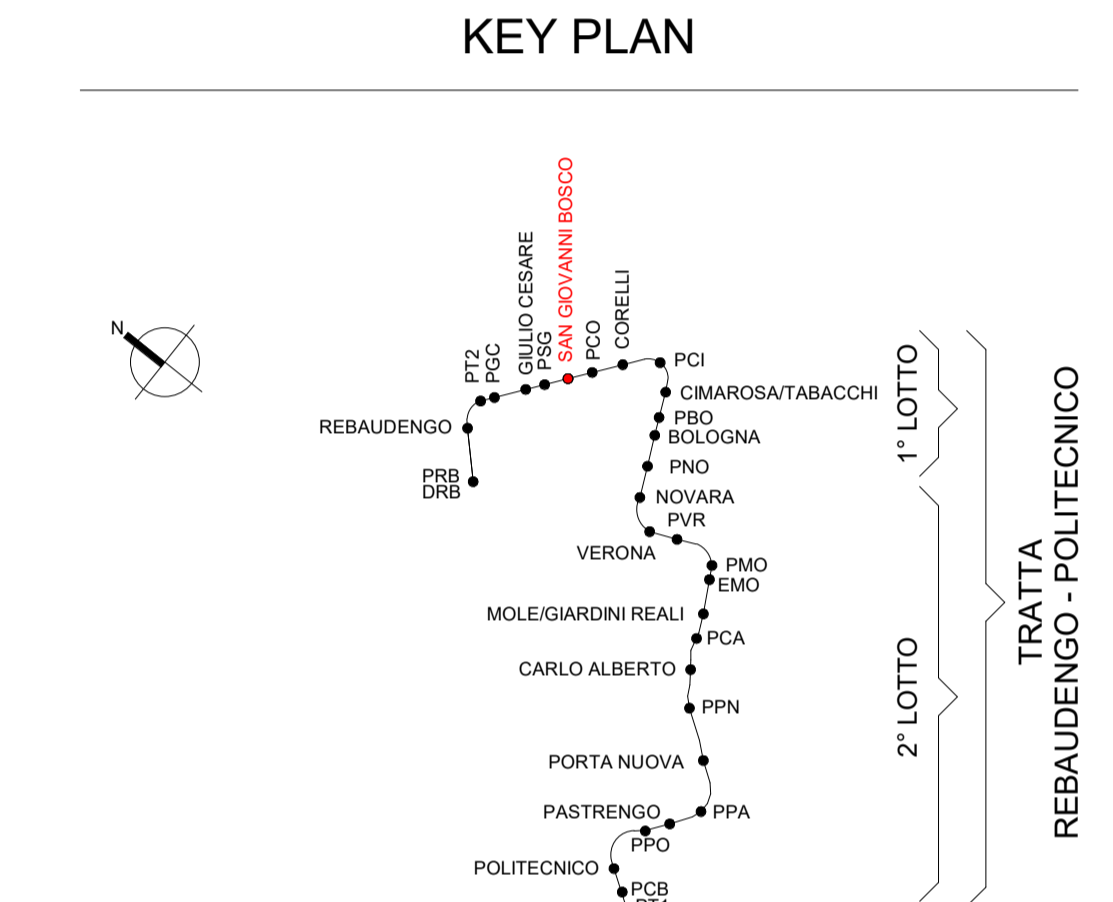 KEY PLAN
N
PT2
PGC
GIULIO CESARE
PSG
SAN GIOVANNI BOSCO
PCO
CORELLI
PCI
CIMAROSA/TABACCHI
PBO
BOLOGNA
PNO
NOVARA
PVR
VERONA
REBAUDENGO
PRB
DRB
PMO
EMO
MOLE/GIARDINI REALI
PCA
CARLO ALBERTO
PPN
PORTA NUOVA
PASTRENGO
PPA
PPO
POLITECNICO
PCB
PT1
1° LOTTO
2° LOTTO
TRATTA
REBAUDENGO - POLITECNICO